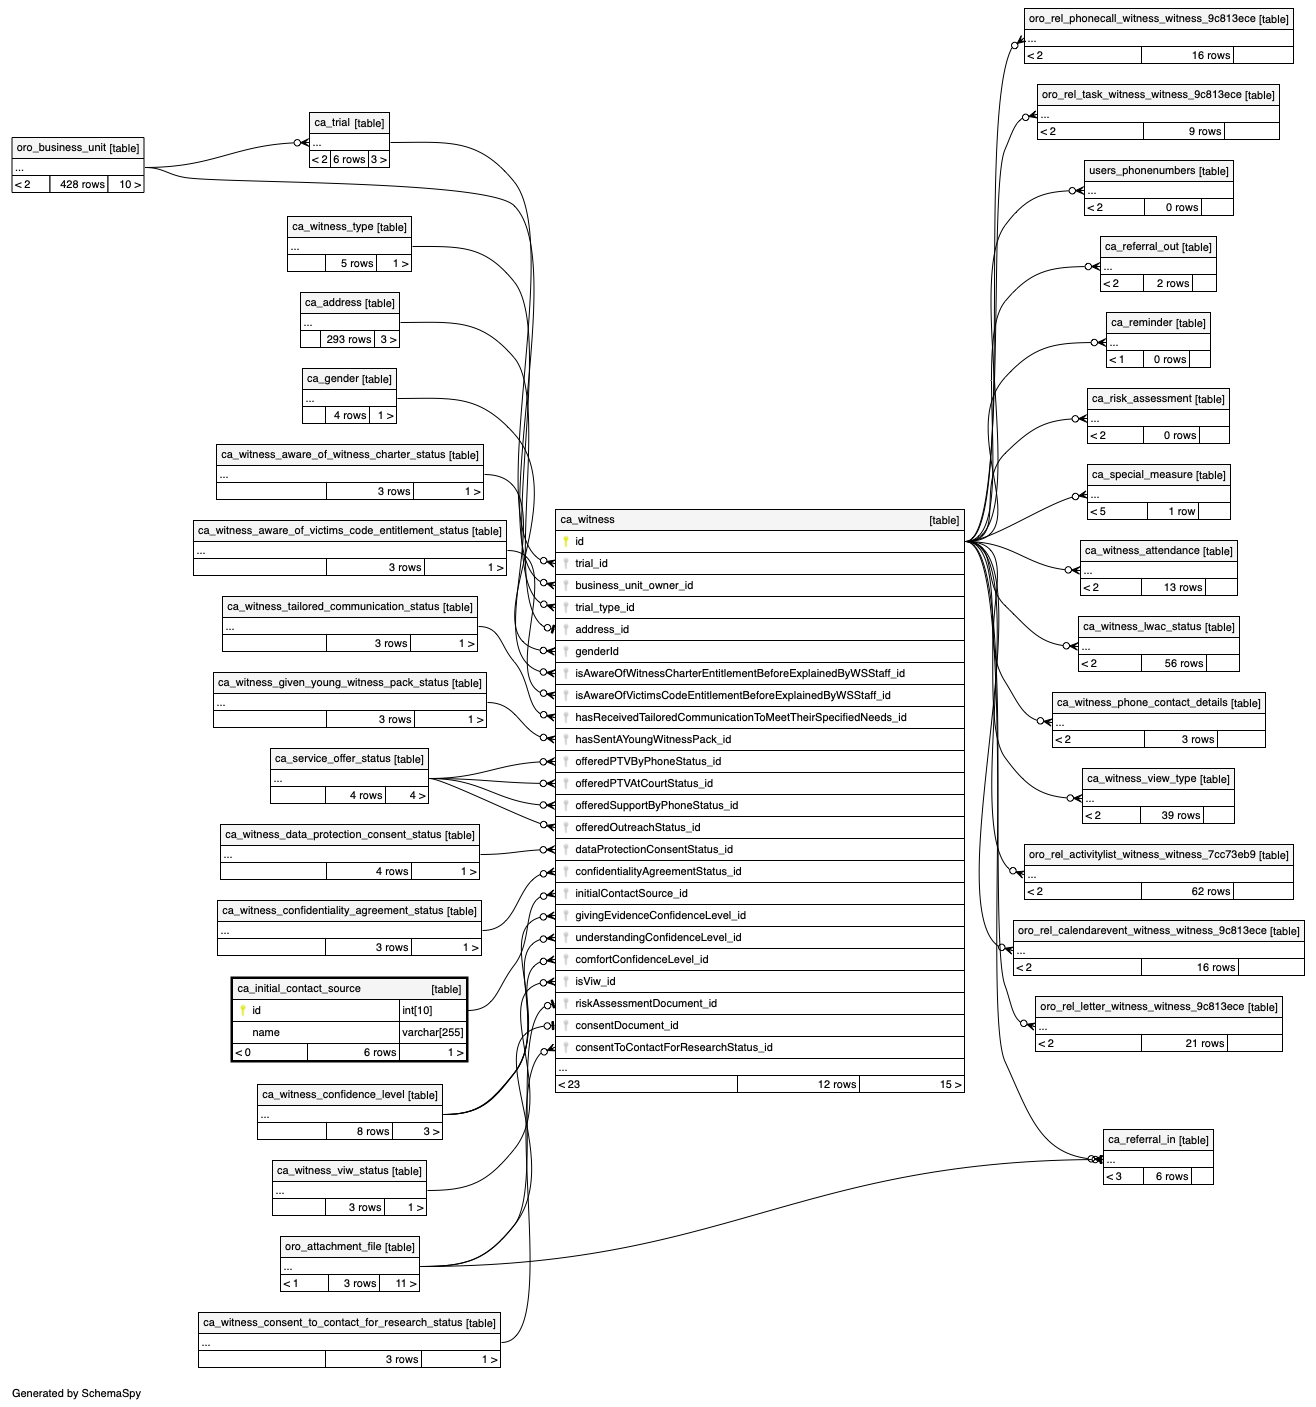 oro_business_unit [table]
...
< 2 428 rows 10 >
ca_trial [table]
...
< 2 6 rows 3 >
ca_witness_type [table]
...
5 rows 1 >
ca_address [table]
...
293 rows 3 >
ca_gender [table]
...
4 rows 1 >
ca_witness_aware_of_witness_charter_status [table]
...
3 rows 1 >
ca_witness_aware_of_victims_code_entitlement_status [table]
...
3 rows 1 >
ca_witness_tailored_communication_status [table]
...
3 rows 1 >
ca_witness_given_young_witness_pack_status [table]
...
3 rows 1 >
ca_service_offer_status [table]
...
4 rows 4 >
ca_witness_data_protection_consent_status [table]
...
4 rows 1 >
ca_witness_confidentiality_agreement_status [table]
...
3 rows 1 >
ca_initial_contact_source [table]
id int[10]
name varchar[255]
< 0 6 rows 1 >
ca_witness_confidence_level [table]
...
8 rows 3 >
ca_witness_viw_status [table]
...
3 rows 1 >
oro_attachment_file [table]
...
< 1 3 rows 11 >
ca_witness_consent_to_contact_for_research_status [table]
...
3 rows 1 >
ca_witness [table]
id
trial_id
business_unit_owner_id
trial_type_id
address_id
genderId
isAwareOfWitnessCharterEntitlementBeforeExplainedByWSStaff_id
isAwareOfVictimsCodeEntitlementBeforeExplainedByWSStaff_id
hasReceivedTailoredCommunicationToMeetTheirSpecifiedNeeds_id
hasSentAYoungWitnessPack_id
offeredPTVByPhoneStatus_id
offeredPTVAtCourtStatus_id
offeredSupportByPhoneStatus_id
offeredOutreachStatus_id
dataProtectionConsentStatus_id
confidentialityAgreementStatus_id
initialContactSource_id
givingEvidenceConfidenceLevel_id
understandingConfidenceLevel_id
comfortConfidenceLevel_id
isViw_id
riskAssessmentDocument_id
consentDocument_id
consentToContactForResearchStatus_id
...
< 23 12 rows 15 >
oro_rel_phonecall_witness_witness_9c813ece [table]
...
< 2 16 rows
oro_rel_task_witness_witness_9c813ece [table]
...
< 2 9 rows
users_phonenumbers [table]
...
< 2 0 rows
ca_referral_out [table]
...
< 2 2 rows
ca_reminder [table]
...
< 1 0 rows
ca_risk_assessment [table]
...
< 2 0 rows
ca_special_measure [table]
...
< 5 1 row
ca_witness_attendance [table]
...
< 2 13 rows
ca_witness_lwac_status [table]
...
< 2 56 rows
ca_witness_phone_contact_details [table]
...
< 2 3 rows
ca_witness_view_type [table]
...
< 2 39 rows
oro_rel_activitylist_witness_witness_7cc73eb9 [table]
...
< 2 62 rows
oro_rel_calendarevent_witness_witness_9c813ece [table]
...
< 2 16 rows
oro_rel_letter_witness_witness_9c813ece [table]
...
< 2 21 rows
ca_referral_in [table]
...
< 3 6 rows
Generated by SchemaSpy